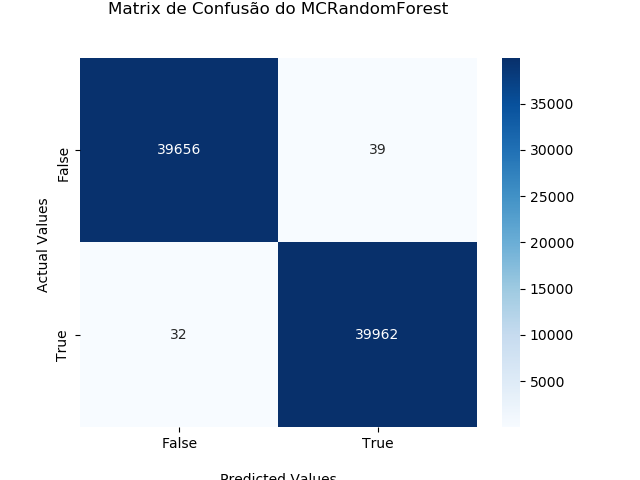 Matrix de Confusão do MCRandomForest
Actual Values
False
True
39656
39
32
39962
False
True
Predicted Values
35000
30000
25000
20000
15000
10000
5000